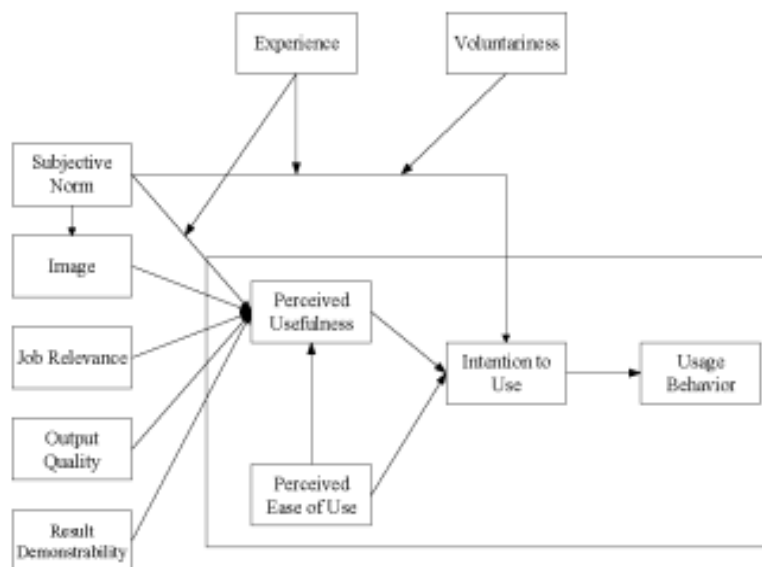 Experience
Voluntariness
Subjective
Norm
Image
Perceived
Usefulness
Job Relevance
Intention to
Use
Usage
Behavior
Output
Quality
Perceived
Ease of Use
Result
Demonstrability